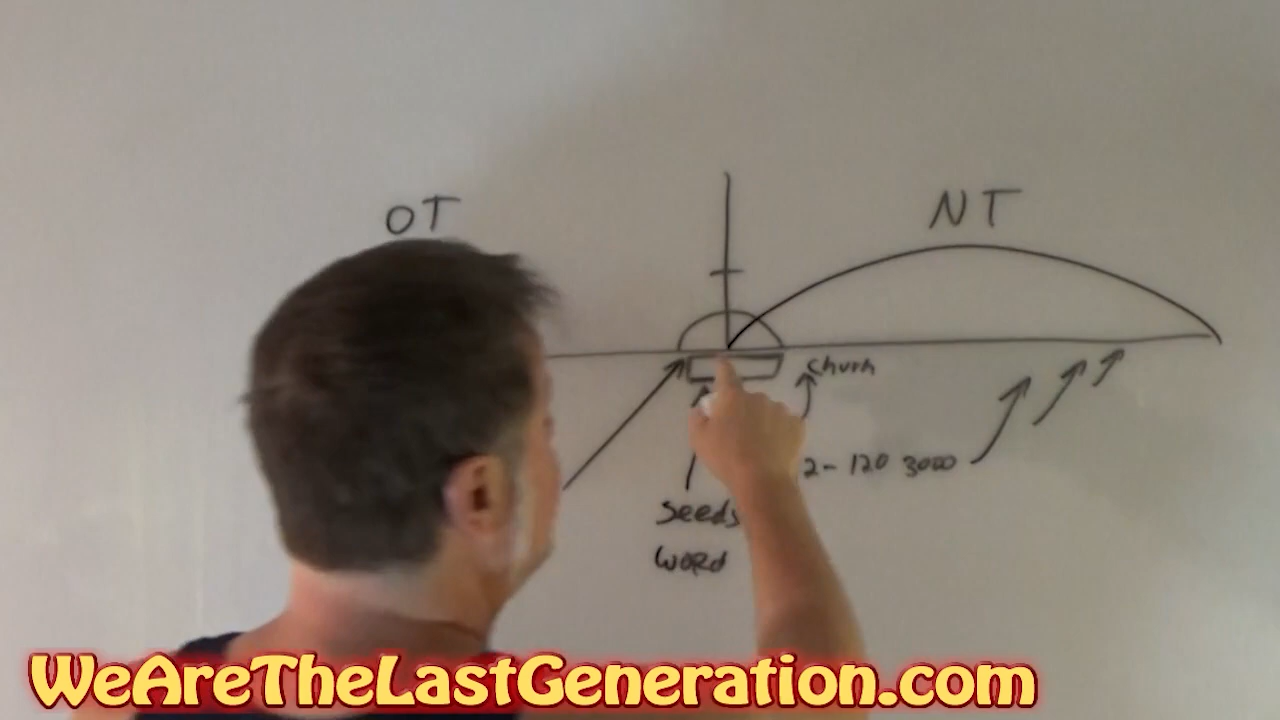 OT
NT
Church
2- 120 3000
Seeds
WORD
WeAreTheLastGeneration.com